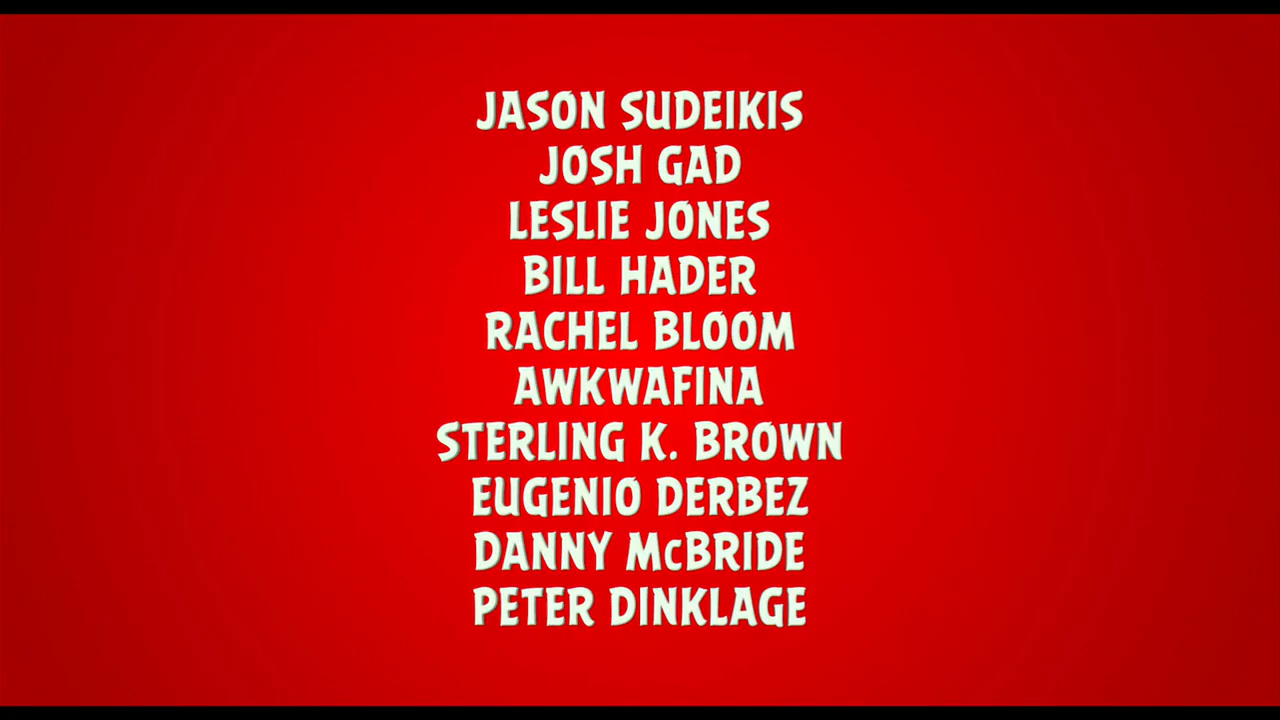 JASON SUDEIKIS
JOSH GAD
LESLIE JONES
BILL HADER
RACHEL BLOOM
AWKWAFINA
STERLING K. BROWN
EUGENIO DERBEZ
DANNY McBRIDE
PETER DINKLAGE